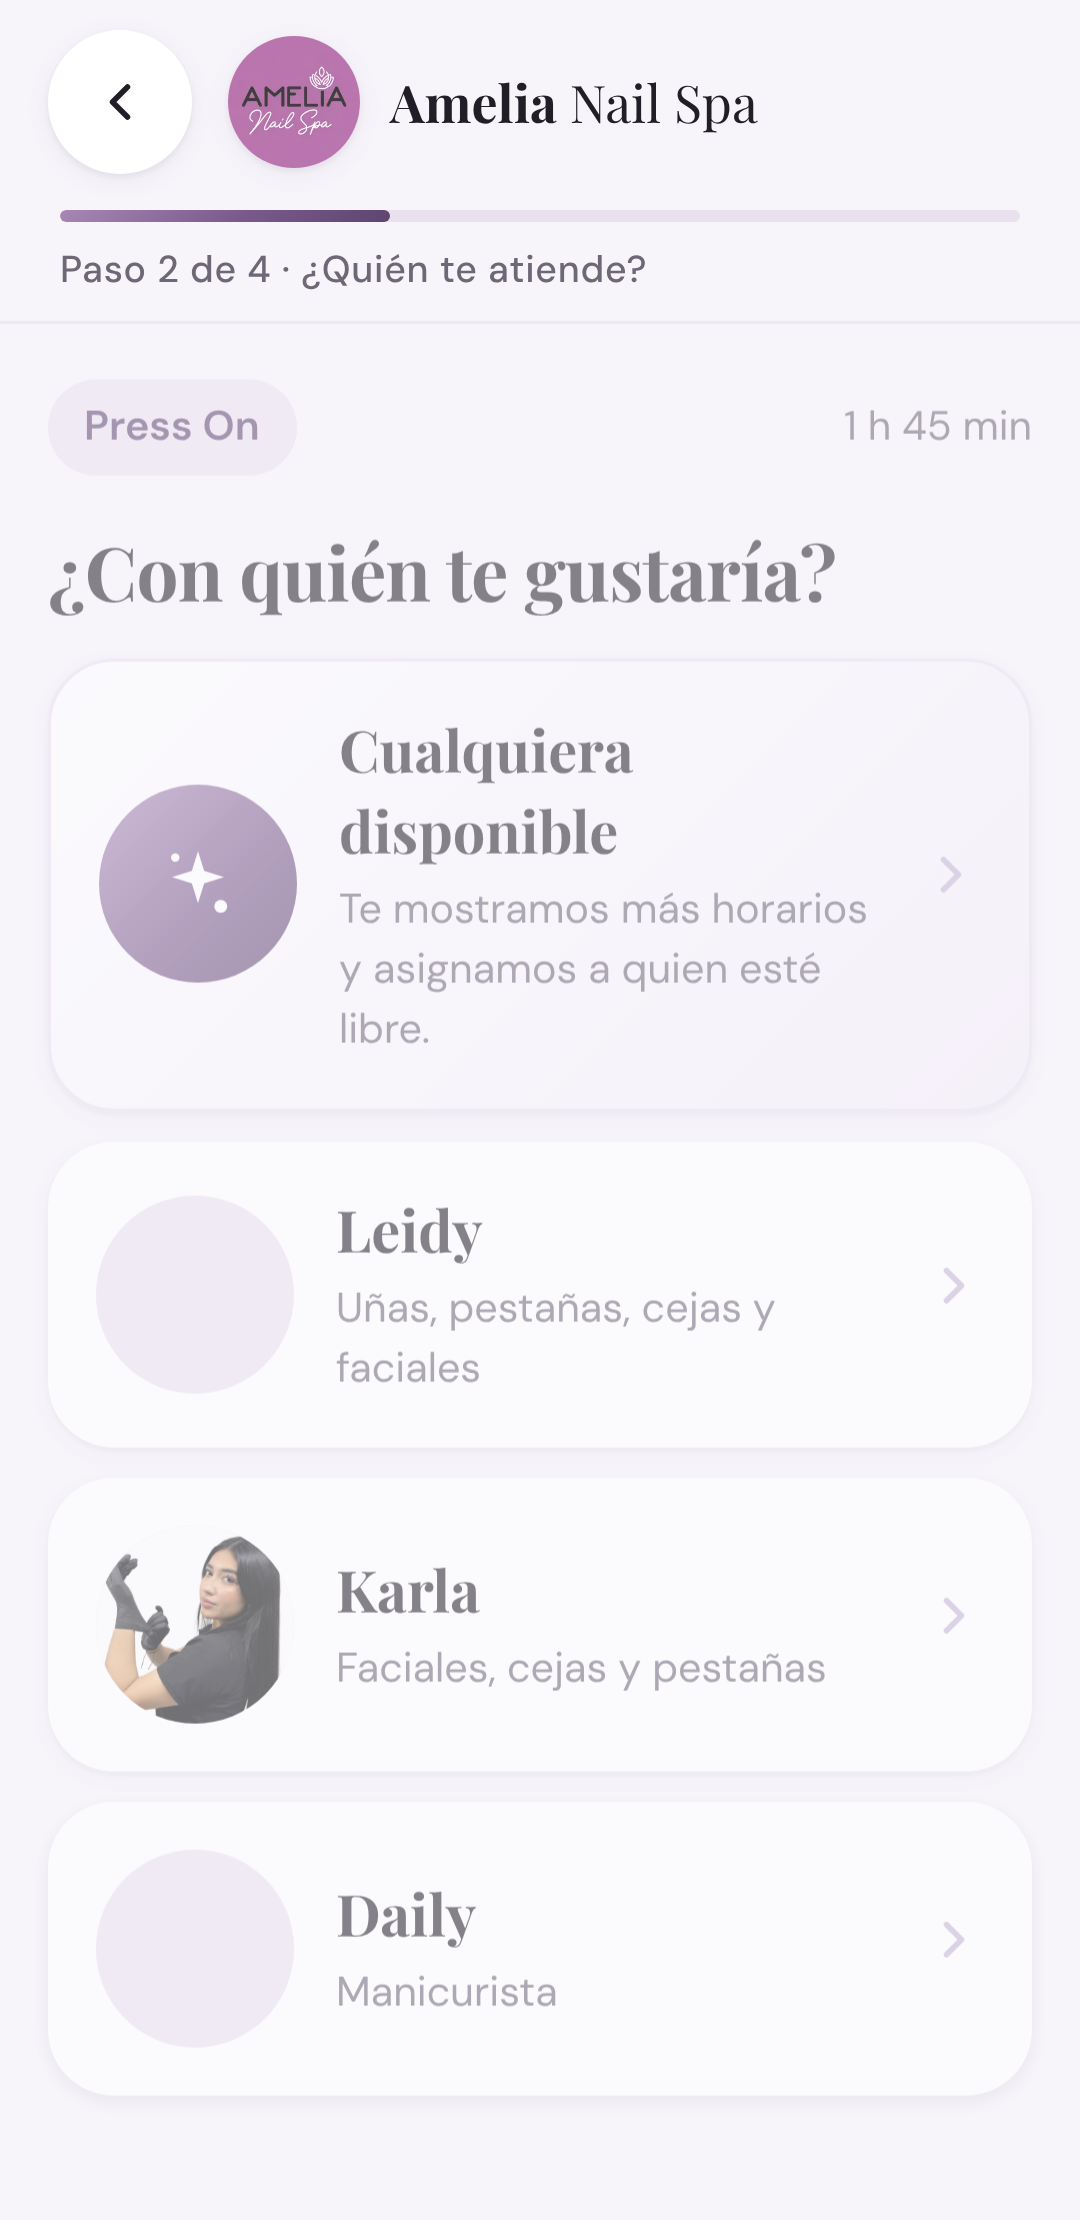 AMELIA
Nail Spa
Amelia Nail Spa
Paso 2 de 4 · ¿Quién te atiende?
Press On
1 h 45 min
¿Con quién te gustaría?
Cualquiera
disponible
Te mostramos más horarios
y asignamos a quien esté
libre.
Leidy
Uñas, pestañas, cejas y
faciales
Karla
Faciales, cejas y pestañas
Daily
Manicurista